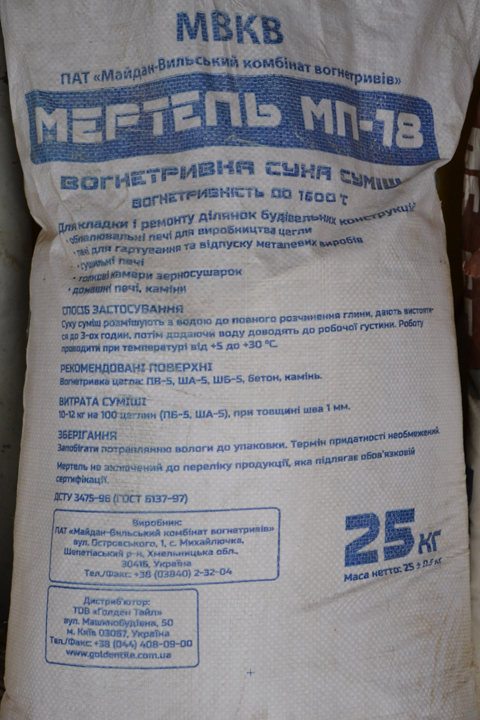 МВКВ
ПАТ «Майдан-Вильський комбінат вогнетривів»
МЕРТЕЛЬ МП-18
ВОГНЕТРИВКА СУХА СУМІШ
ВОГНЕТРИВКІСТЬ ДО 1600°С
Для кладки і ремонту ділянок будівельних конструкцій:
•обпалювальні печі для виробництва цегли
•печі для гартування та відпуску металевих виробів
•сушильні печі
•топкові камери зерносушарок
•домашні печі, каміни
СПОСІБ ЗАСТОСУВАННЯ
Суху суміш розмішують з водою до повного розчинення глини, дають вистояти-
ся до 3-ох годин, потім додаючи воду доводять до робочої густини. Роботу
проходити при температурі від +5 до +30 °С.
РЕКОМЕНДОВАНІ ПОВЕРХНІ
Вогнетривка цегла: ПВ-5, ША-5, ШБ-5, бетон, камінь.
ВИТРАТА СУМІШІ
10-12 кг на 100 цеглин (ПБ-5, ША-5), при товщині шва 1 мм.
ЗБЕРІГАННЯ
Запобігати потраплянню вологи до упаковки. Термін придатності необмежений.
Мертель не включений до переліку продукції, яка підлягає обов'язковій
сертифікації.
ДСТУ 3475-96 (ГОСТ 6137-97)
Виробник:
ПАТ «Майдан-Вильський комбінат вогнетривів»
вул. Островського, 1, с. Михайлючка,
Шепетівський р-н, Хмельницька обл.,
30416, Україна
Тел./Факс: +38 (03840) 2-32-04
25 кг
Маса нетто: 25 ± 0,5 кг
Дистриб'ютор:
ТОВ «Голден Тайл»
вул. Машинобудівна, 50
м. Київ 03067, Україна
Тел./Факс: +38 (044) 408-09-00
www.goldentile.com.ua